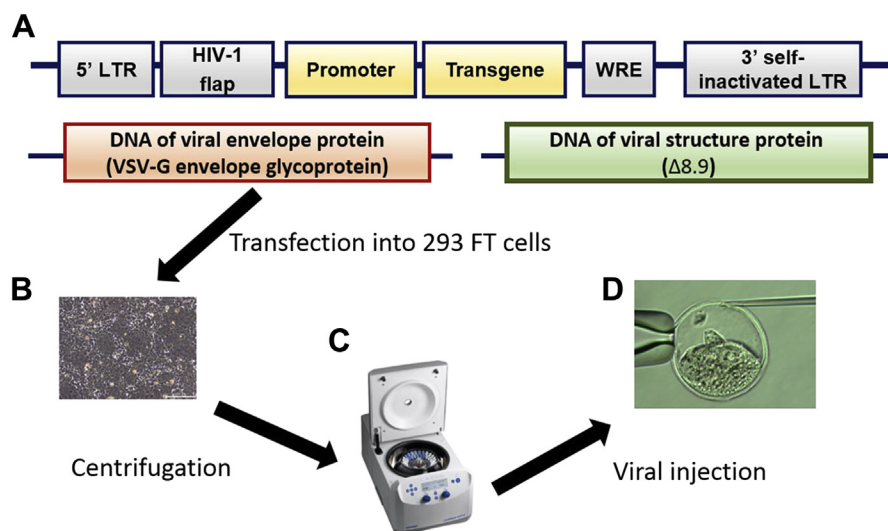 A
5' LTR
HIV-1
flap
Promoter
Transgene
WRE
3' self-
inactivated LTR
DNA of viral envelope protein
(VSV-G envelope glycoprotein)
DNA of viral structure protein
(Δ8.9)
Transfection into 293 FT cells
B
C
D
Centrifugation
Viral injection